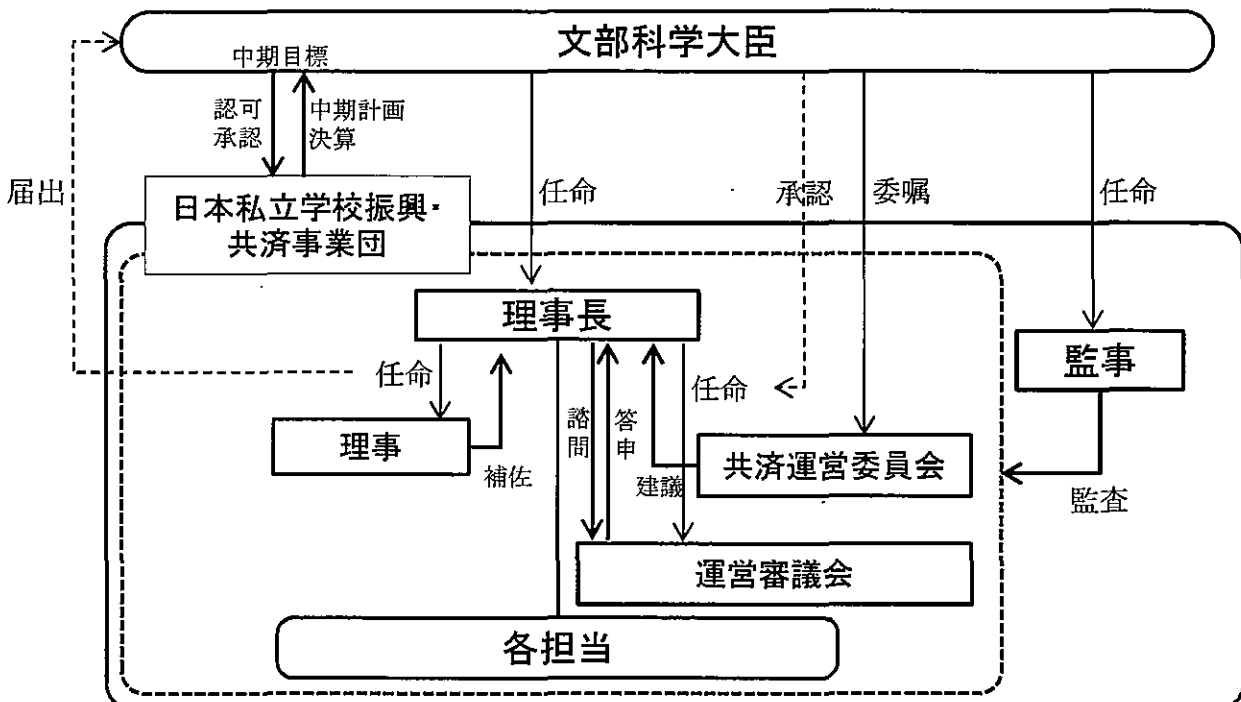 文部科学大臣
中期目標
認可
承認
中期計画
決算
届出
任命
承認
委嘱
任命
日本私立学校振興・
共済事業団
理事長
監事
任命
任命
諮問
答申
理事
補佐
建議
共済運営委員会
監査
運営審議会
各担当